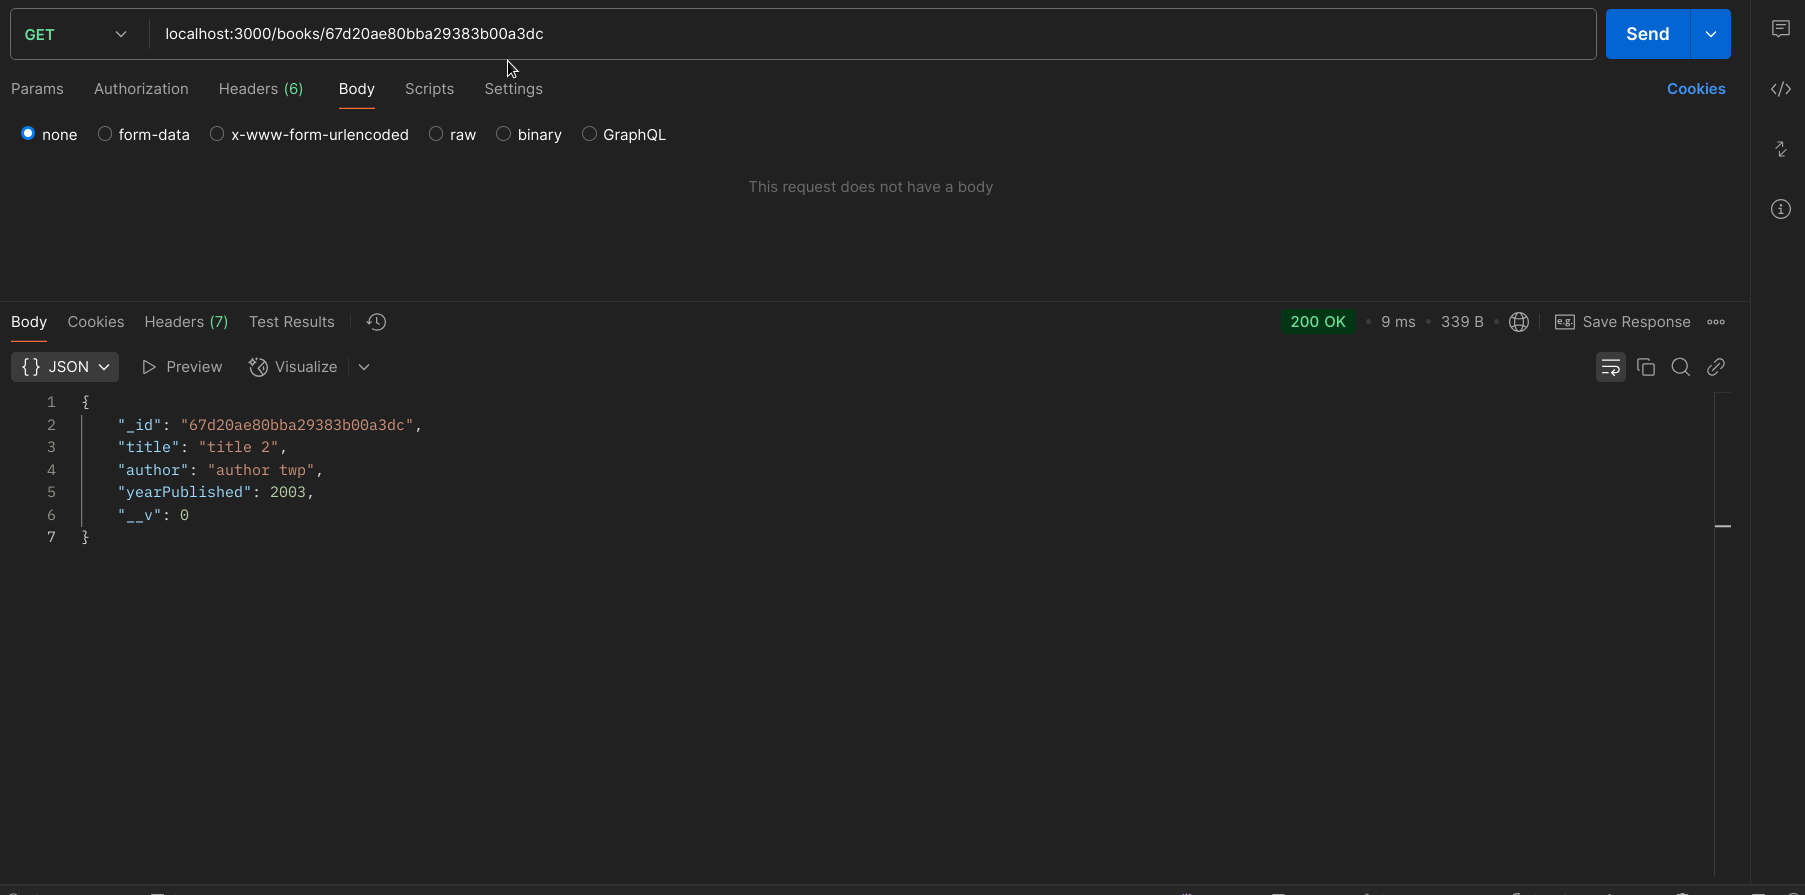 GET localhost:3000/books/67d20ae80bba29383b00a3dc Send
Params Authorization Headers (6) Body Scripts Settings Cookies
none form-data x-www-form-urlencoded raw binary GraphQL
This request does not have a body
Body Cookies Headers (7) Test Results 200 OK • 9 ms • 339 B • e.g. Save Response
{} JSON Preview Visualize
1 {
2 "_id": "67d20ae80bba29383b00a3dc",
3 "title": "title 2",
4 "author": "author twp",
5 "yearPublished": 2003,
6 "__v": 0
7 }